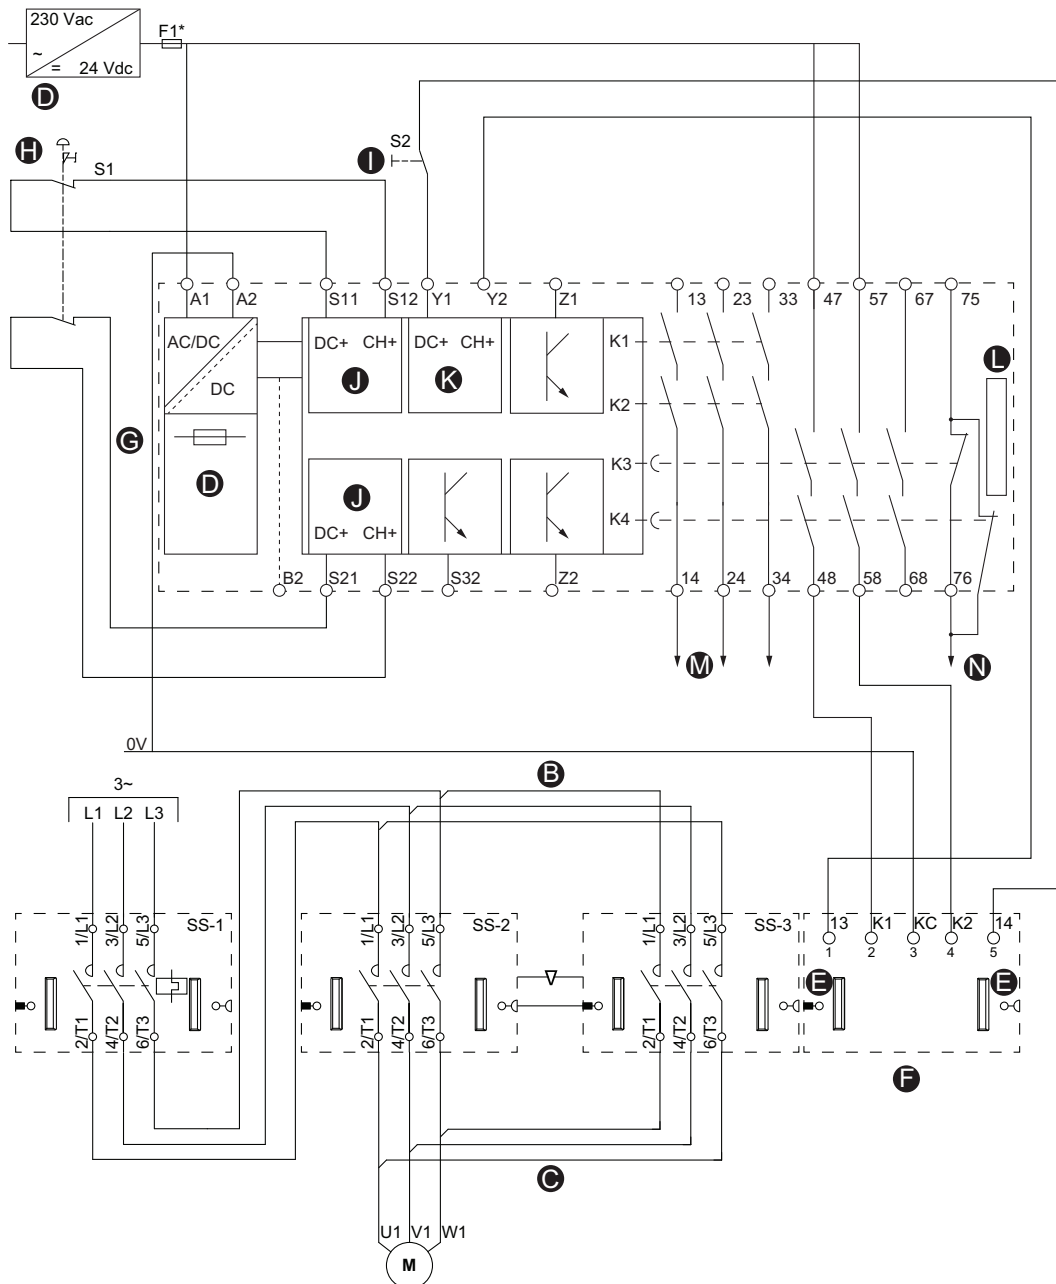 230 Vac
F1*
~
= 24 Vdc
D
H
S2
I
S1
A1 A2 S11 S12 Y1 Y2 Z1 13 23 33 47 57 67 75
AC/DC
DC
DC+ CH+
DC+ CH+
K1
L
J
K
K2
G
D
K3
J
K4
DC+ CH+
B2 S21 S22 S32 Z2 14 24 34 48 58 68 76
M
N
0V
B
3~
L1 L2 L3
1/L1 3/L2 5/L3 SS-1
1/L1 3/L2 5/L3 SS-2
1/L1 3/L2 5/L3 SS-3
13 K1 KC K2 14
1 2 3 4 5
E E
2/T1 4/T2 6/T3
2/T1 4/T2 6/T3
2/T1 4/T2 6/T3
F
C
U1 V1 W1
M